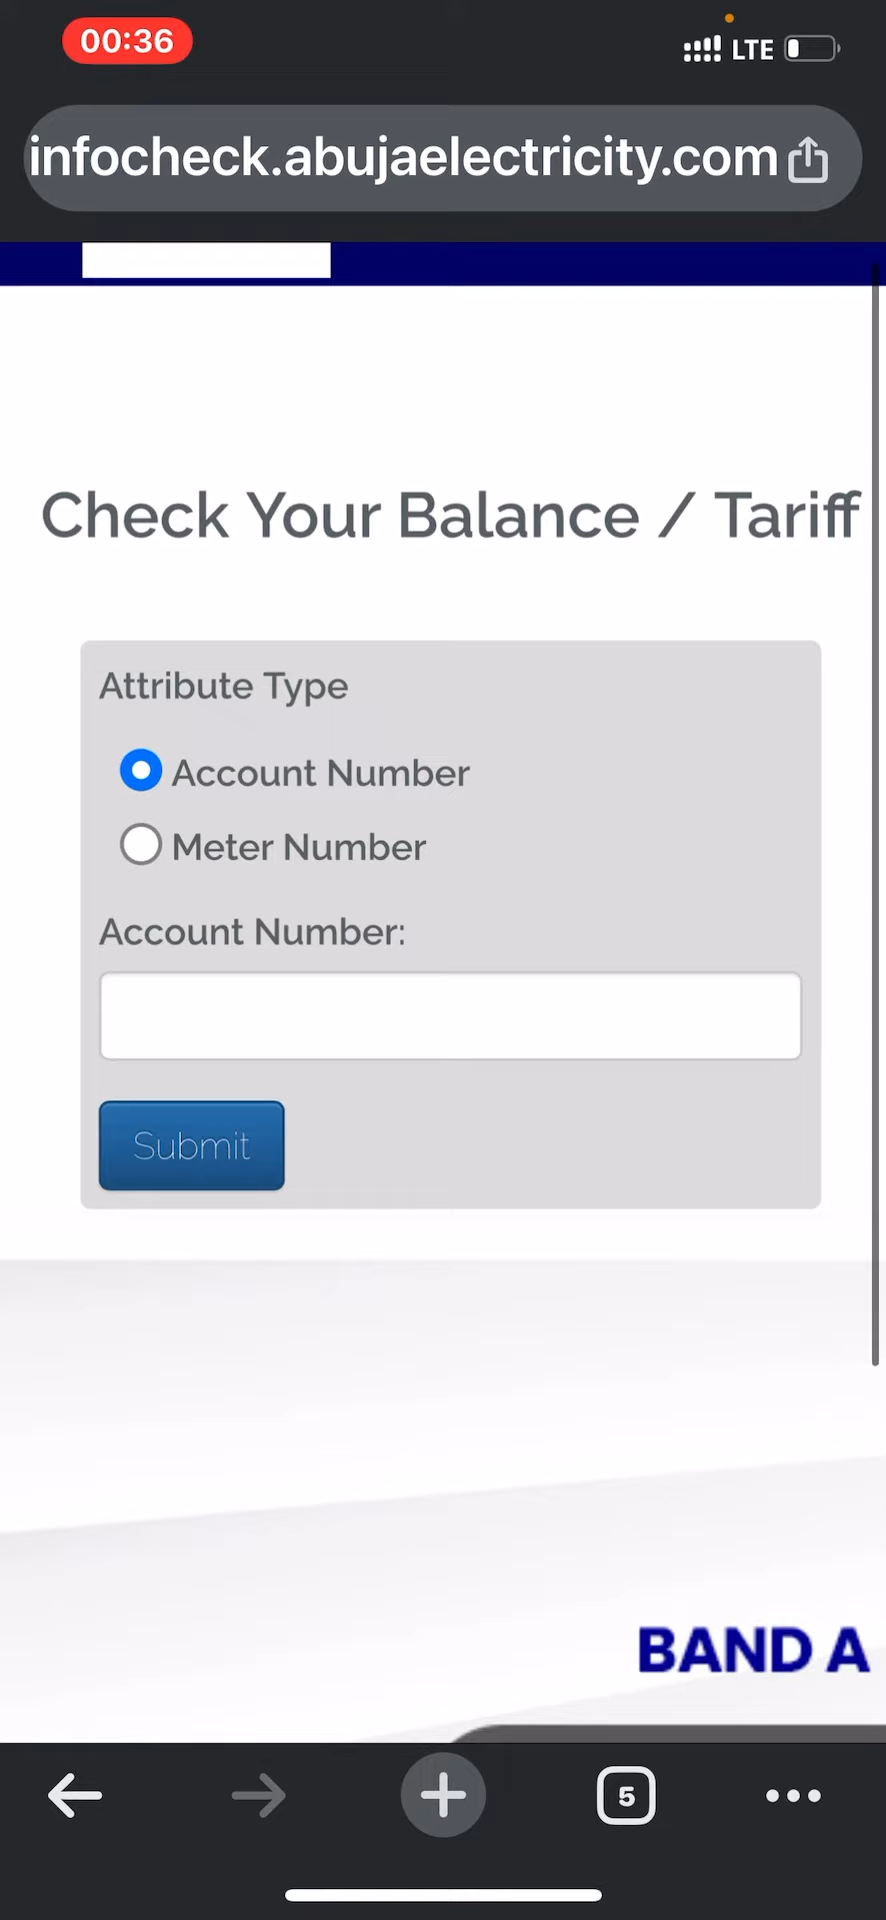 00:36
LTE
infocheck.abujaelectricity.com
Check Your Balance / Tariff
Attribute Type
Account Number
Meter Number
Account Number:
Submit
BAND A
5